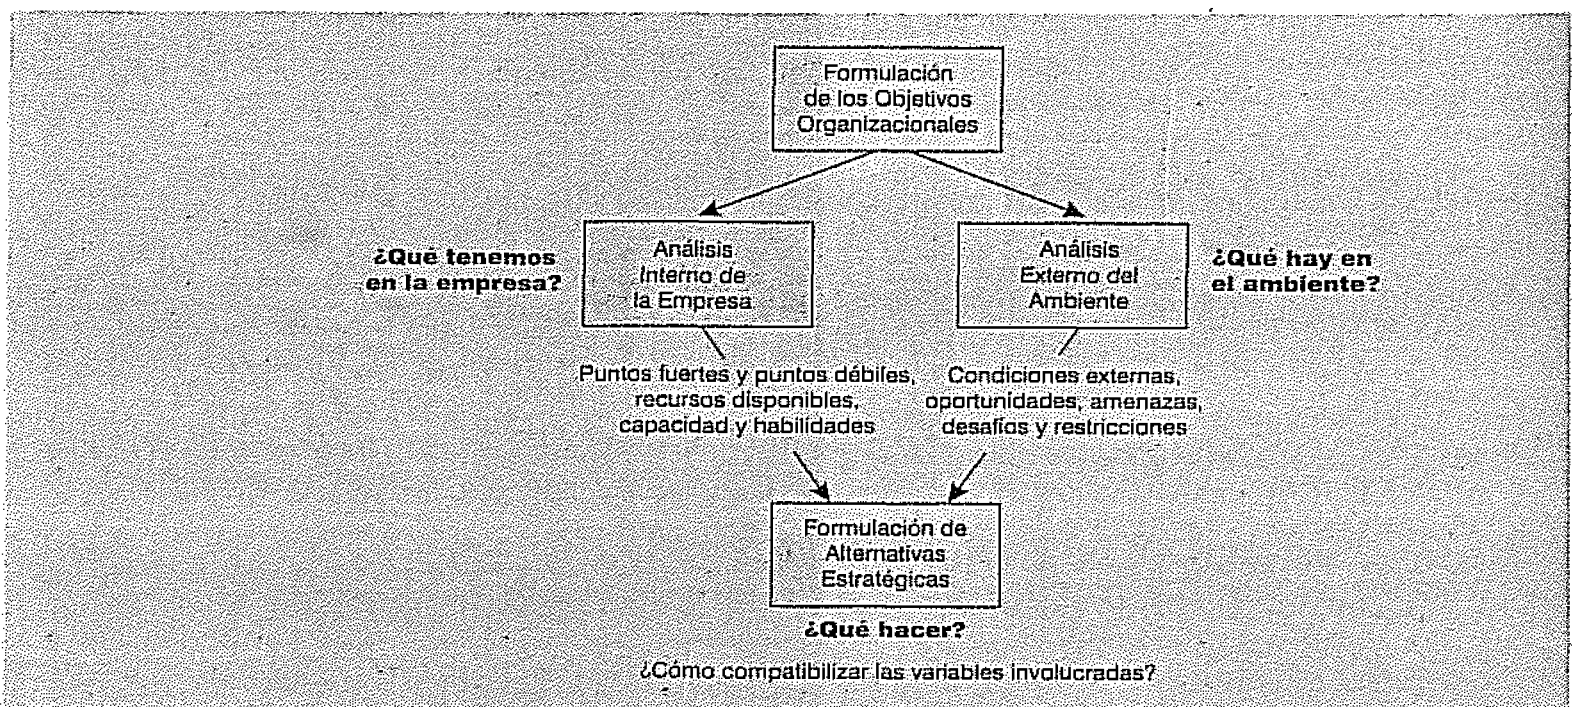 Formulación
de los Objetivos
Organizacionales
¿Qué tenemos
en la empresa?
Análisis
Interno de
la Empresa
Análisis
Externo del
Ambiente
¿Qué hay en
el ambiente?
Puntos fuertes y puntos débiles,
recursos disponibles,
capacidad y habilidades
Condiciones externas,
oportunidades, amenazas,
desafíos y restricciones
Formulación de
Alternativas
Estratégicas
¿Qué hacer?
¿Cómo compatibilizar las variables involucradas?